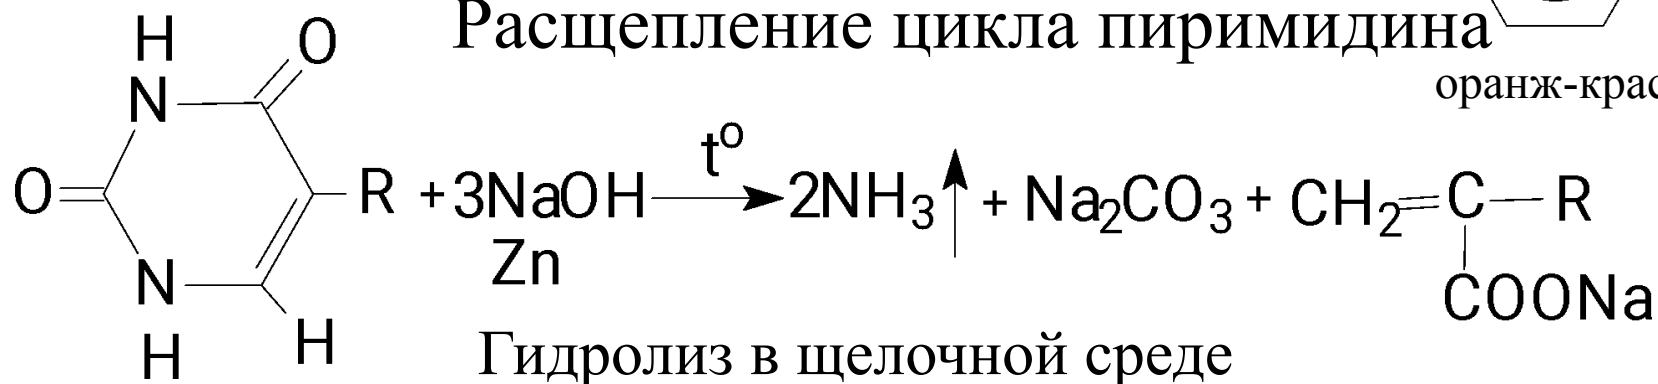 Расщепление цикла пиримидина
оранж-крас
H
N
O
O
R
N
H
H
+ 3NaOH
Zn
t°
2NH₃ + Na₂CO₃ + CH₂=C—R
COONa
Гидролиз в щелочной среде